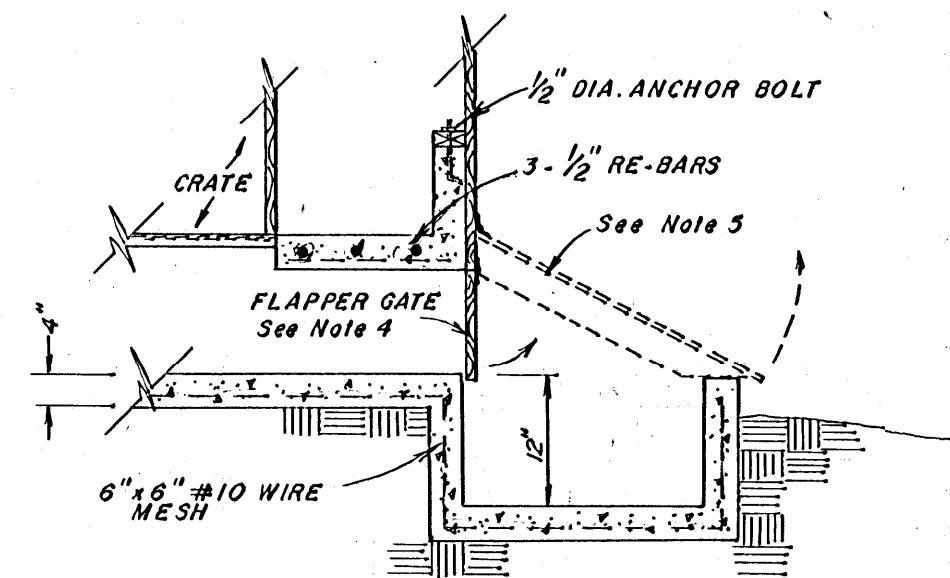 1/2" DIA. ANCHOR BOLT
CRATE
3 - 1/2" RE-BARS
See Note 5
FLAPPER GATE
See Note 4
4"
12"
6" x 6" #10 WIRE
MESH